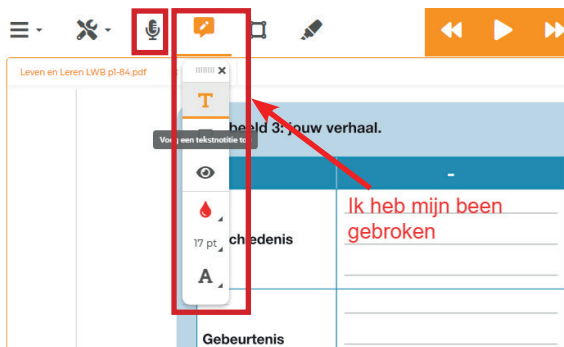 Leven en Leren LWB p1-84.pdf
T
beeld 3: jouw verhaal.
Voeg een tekstnotitie to
-
Ik heb mijn been
gebroken
17 pt
chiedenis
A
Gebeurtenis